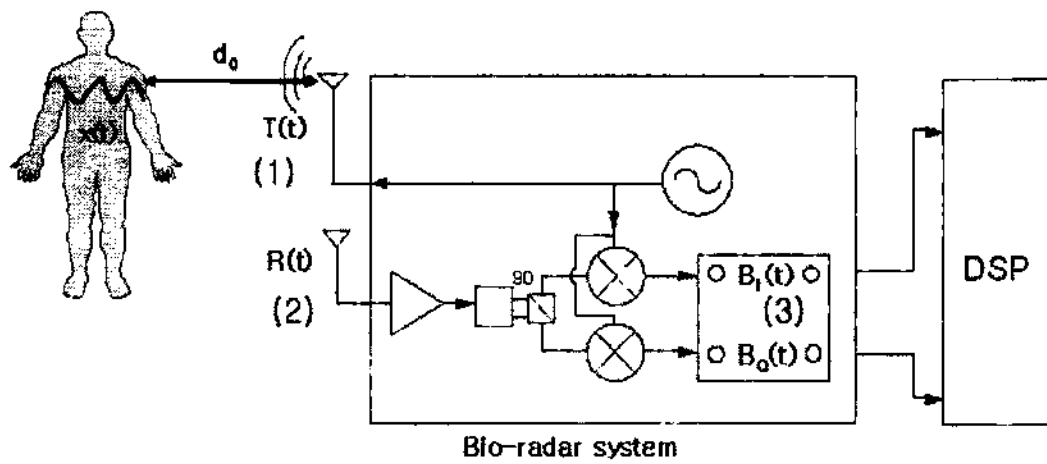 d₀
x(t)
T(t)
(1)
R(t)
(2)
90
B_I(t)
(3)
B_Q(t)
DSP
Bio-radar system